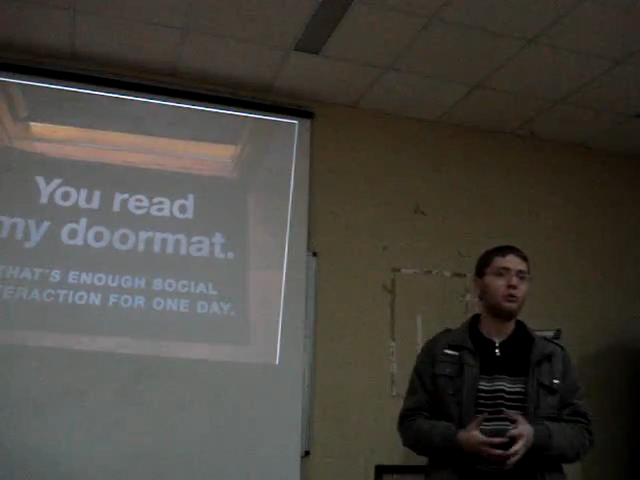 You read
my doormat.
THAT'S ENOUGH SOCIAL
TERACTION FOR ONE DAY.